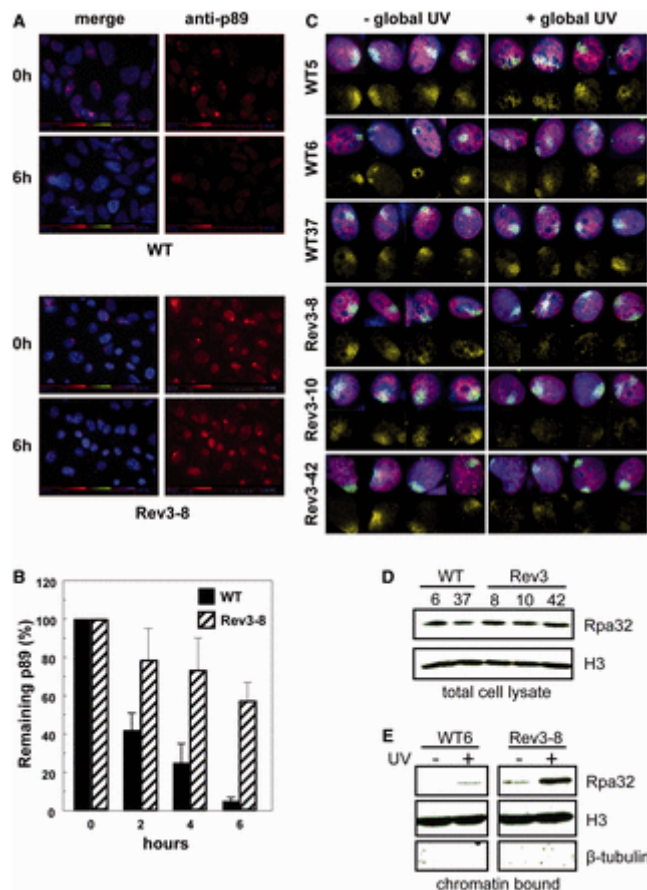 A
merge anti-p89
0h
6h
WT
0h
6h
Rev3-8
B
Remaining p89 (%)
120
100
80
60
40
20
0
WT
Rev3-8
0 2 4 6
hours
C
- global UV + global UV
WT5
WT6
WT37
Rev3-8
Rev3-10
Rev3-42
D
WT Rev3
6 37 8 10 42
Rpa32
H3
total cell lysate
E
WT6 Rev3-8
UV - + - +
Rpa32
H3
β-tubulin
chromatin bound